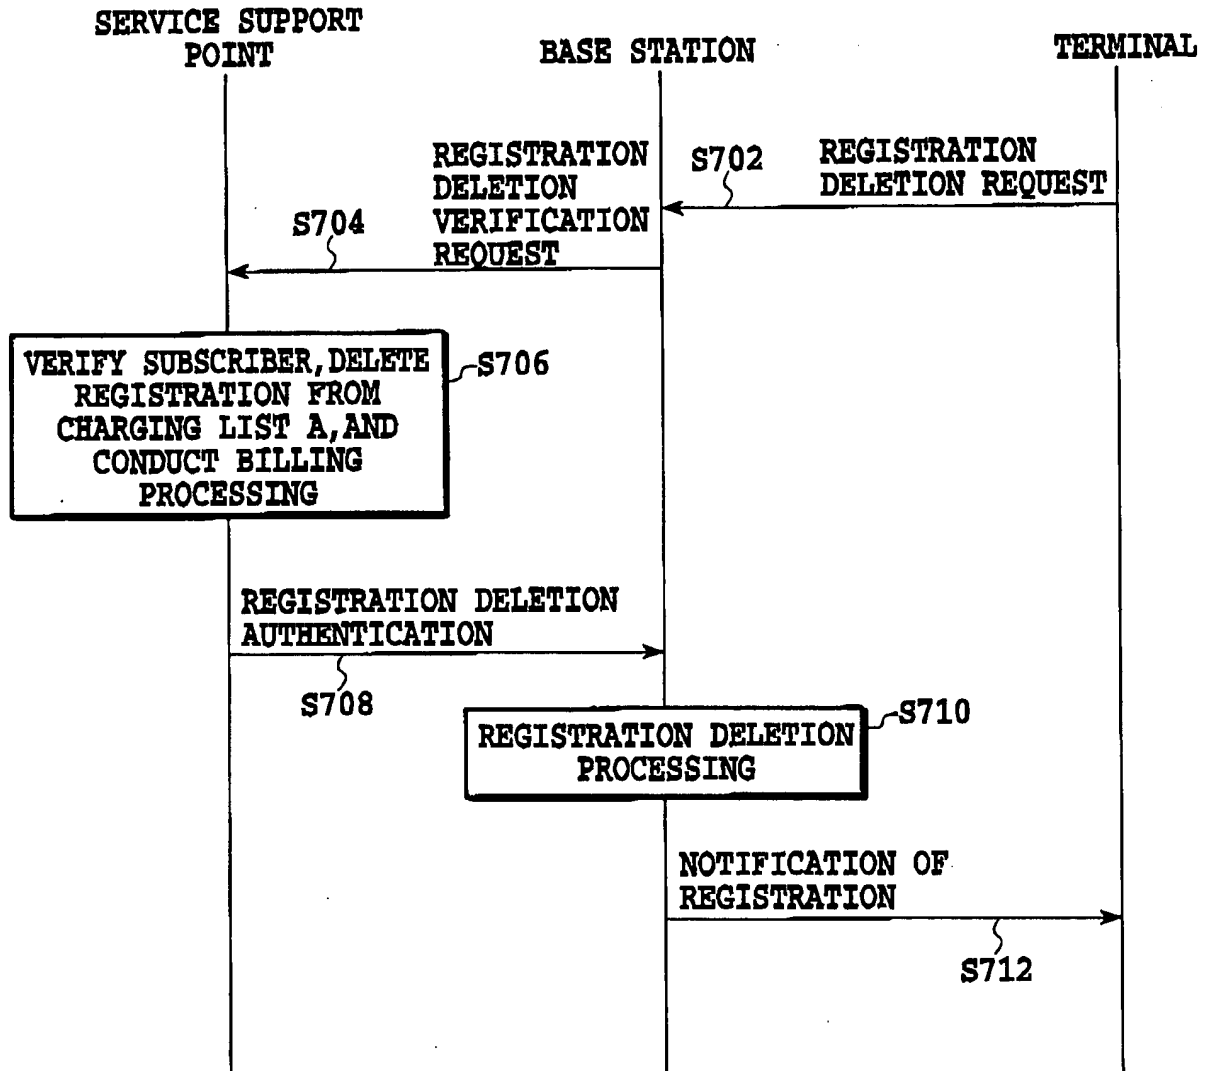 SERVICE SUPPORT
POINT
BASE STATION
TERMINAL
REGISTRATION
DELETION REQUEST
S702
REGISTRATION
DELETION
VERIFICATION
REQUEST
S704
VERIFY SUBSCRIBER, DELETE
REGISTRATION FROM
CHARGING LIST A, AND
CONDUCT BILLING
PROCESSING
S706
REGISTRATION DELETION
AUTHENTICATION
S708
REGISTRATION DELETION
PROCESSING
S710
NOTIFICATION OF
REGISTRATION
S712